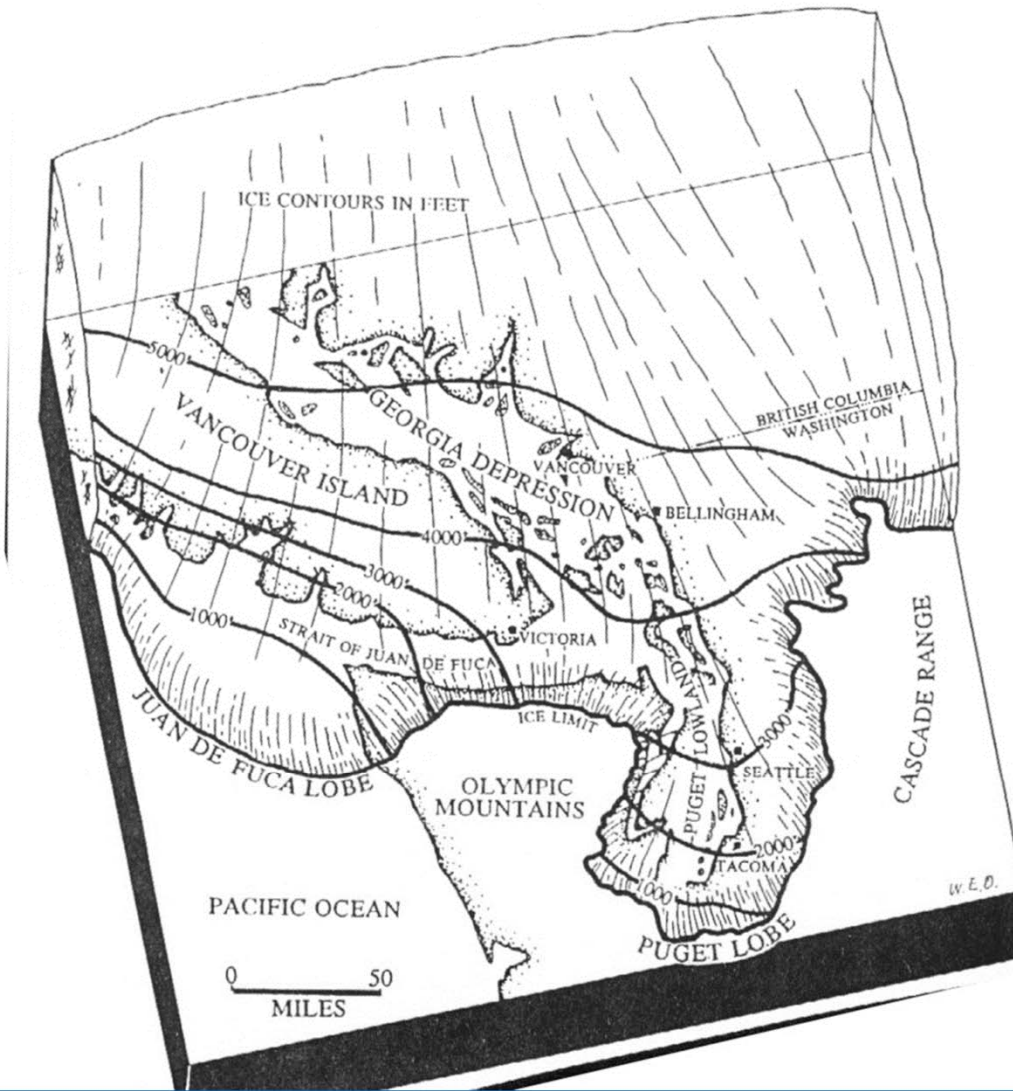 ICE CONTOURS IN FEET
5000
BRITISH COLUMBIA
WASHINGTON
VANCOUVER ISLAND
GEORGIA DEPRESSION
VANCOUVER
BELLINGHAM
4000
3000
2000
1000
STRAIT OF JUAN DE FUCA
VICTORIA
ICE LIMIT
JUAN DE FUCA LOBE
OLYMPIC
MOUNTAINS
PUGET LOWLAND
3000
SEATTLE
CASCADE RANGE
2000
TACOMA
1000
PUGET LOBE
PACIFIC OCEAN
W.E.O.
0 50
MILES